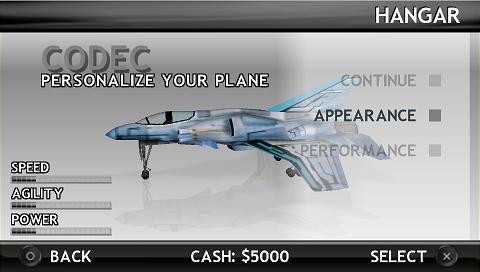 HANGAR
CODEC
PERSONALIZE YOUR PLANE
CONTINUE
APPEARANCE
PERFORMANCE
SPEED
AGILITY
POWER
BACK
CASH: $5000
SELECT